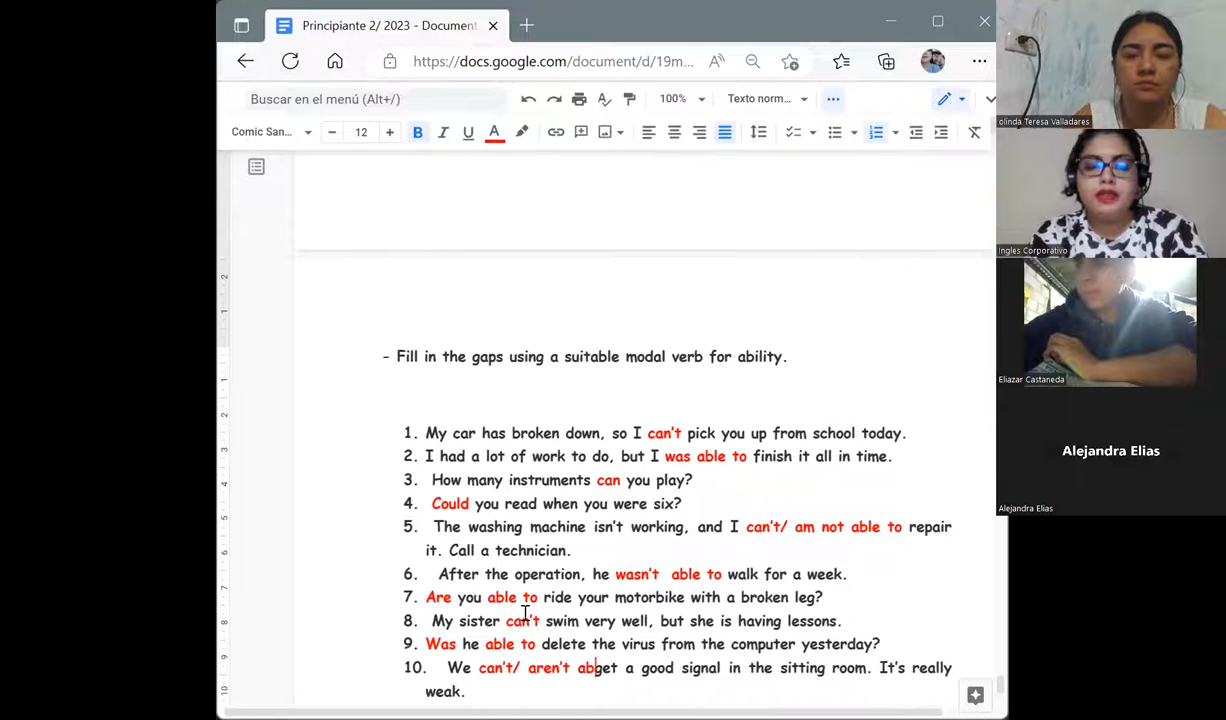 Principiante 2/ 2023 - Document
https://docs.google.com/document/d/19m...
Buscar en el menú (Alt+/)
100%
Texto norm...
Comic San...
12
- Fill in the gaps using a suitable modal verb for ability.
1. My car has broken down, so I can't pick you up from school today.
2. I had a lot of work to do, but I was able to finish it all in time.
3. How many instruments can you play?
4. Could you read when you were six?
5. The washing machine isn't working, and I can't/ am not able to repair
it. Call a technician.
6. After the operation, he wasn't able to walk for a week.
7. Are you able to ride your motorbike with a broken leg?
8. My sister can't swim very well, but she is having lessons.
9. Was he able to delete the virus from the computer yesterday?
10. We can't/ aren't abget a good signal in the sitting room. It's really
weak.
olinda Teresa Valladares
Ingles Corporativo
Eliazar Castaneda
Alejandra Elias
Alejandra Elias